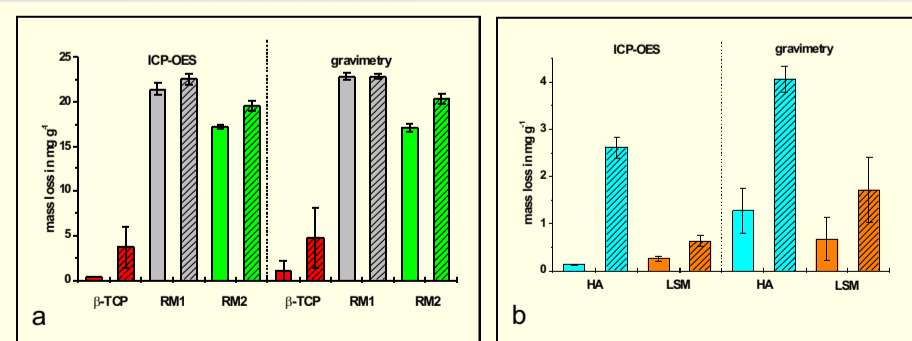 ICP-OES
gravimetry
mass loss in mg g⁻¹
25
20
15
10
5
0
β-TCP RM1 RM2 β-TCP RM1 RM2
a
ICP-OES gravimetry
mass loss in mg g⁻¹
4
3
2
1
0
HA LSM HA LSM
b